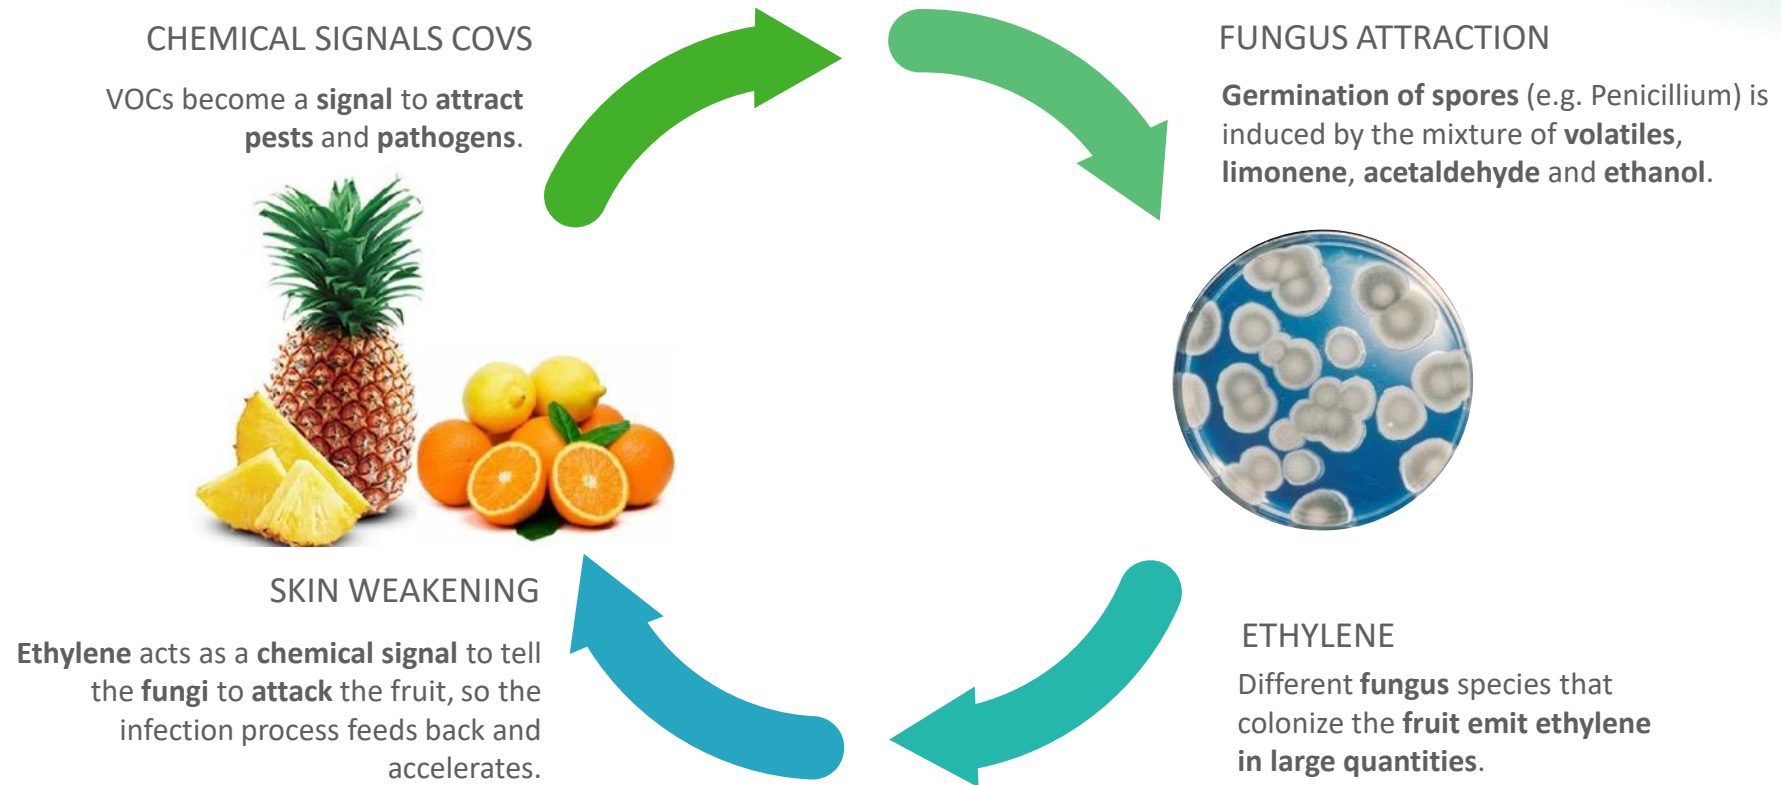 CHEMICAL SIGNALS COVS
VOCs become a signal to attract
pests and pathogens.
FUNGUS ATTRACTION
Germination of spores (e.g. Penicillium) is
induced by the mixture of volatiles,
limonene, acetaldehyde and ethanol.
SKIN WEAKENING
Ethylene acts as a chemical signal to tell
the fungi to attack the fruit, so the
infection process feeds back and
accelerates.
ETHYLENE
Different fungus species that
colonize the fruit emit ethylene
in large quantities.